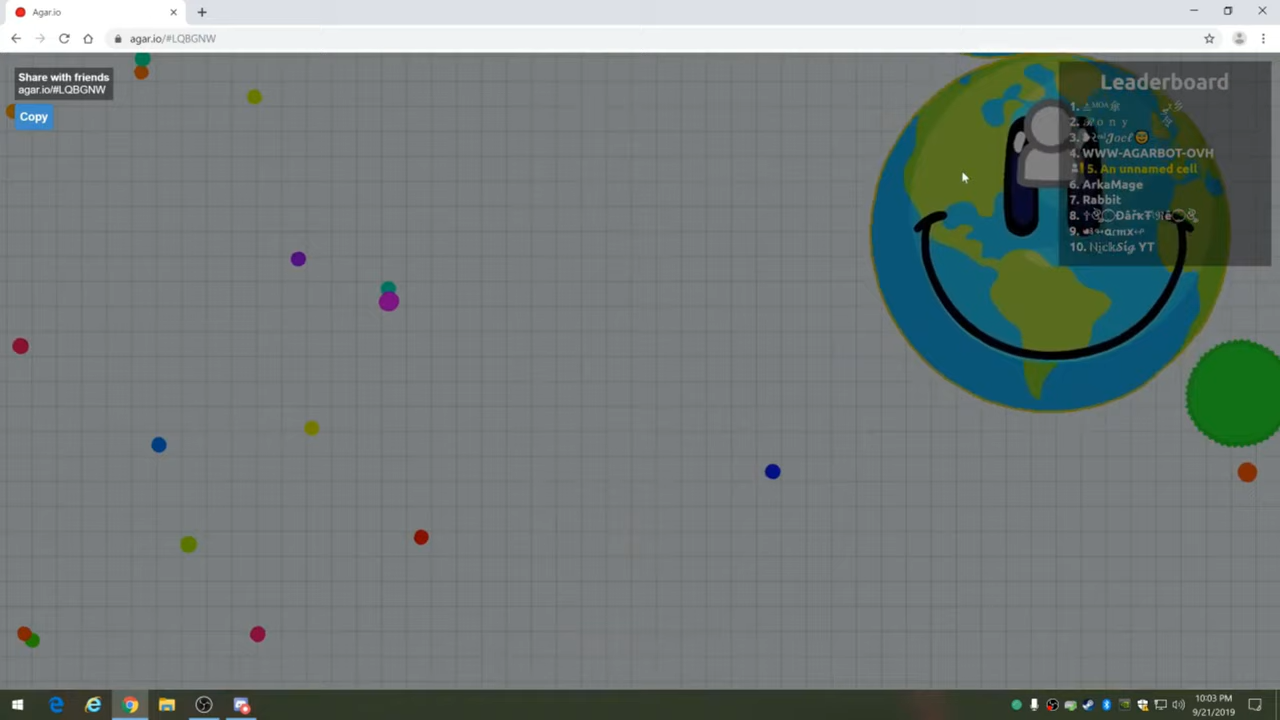 Agar.io
agar.io/#LQBGNW
Share with friends
agar.io/#LQBGNW
Copy
Leaderboard
1.
2. 𝓡 o n y
3.
4. WWW-AGARBOT-OVH
5. An unnamed cell
6. ArkaMage
7. Rabbit
8.
9.
10. NickSig YT
10:03 PM
9/21/2019